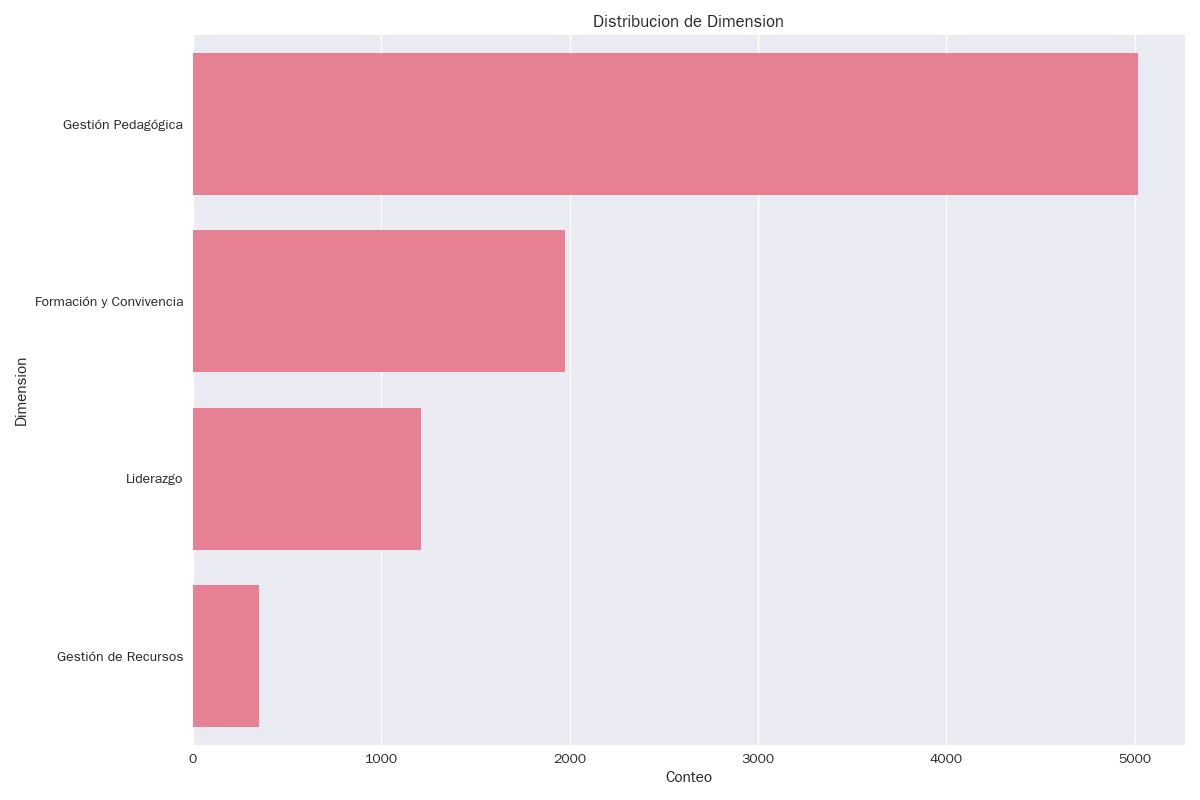 Distribucion de Dimension
Dimension
Gestión Pedagógica
Formación y Convivencia
Liderazgo
Gestión de Recursos
0 1000 2000 3000 4000 5000
Conteo